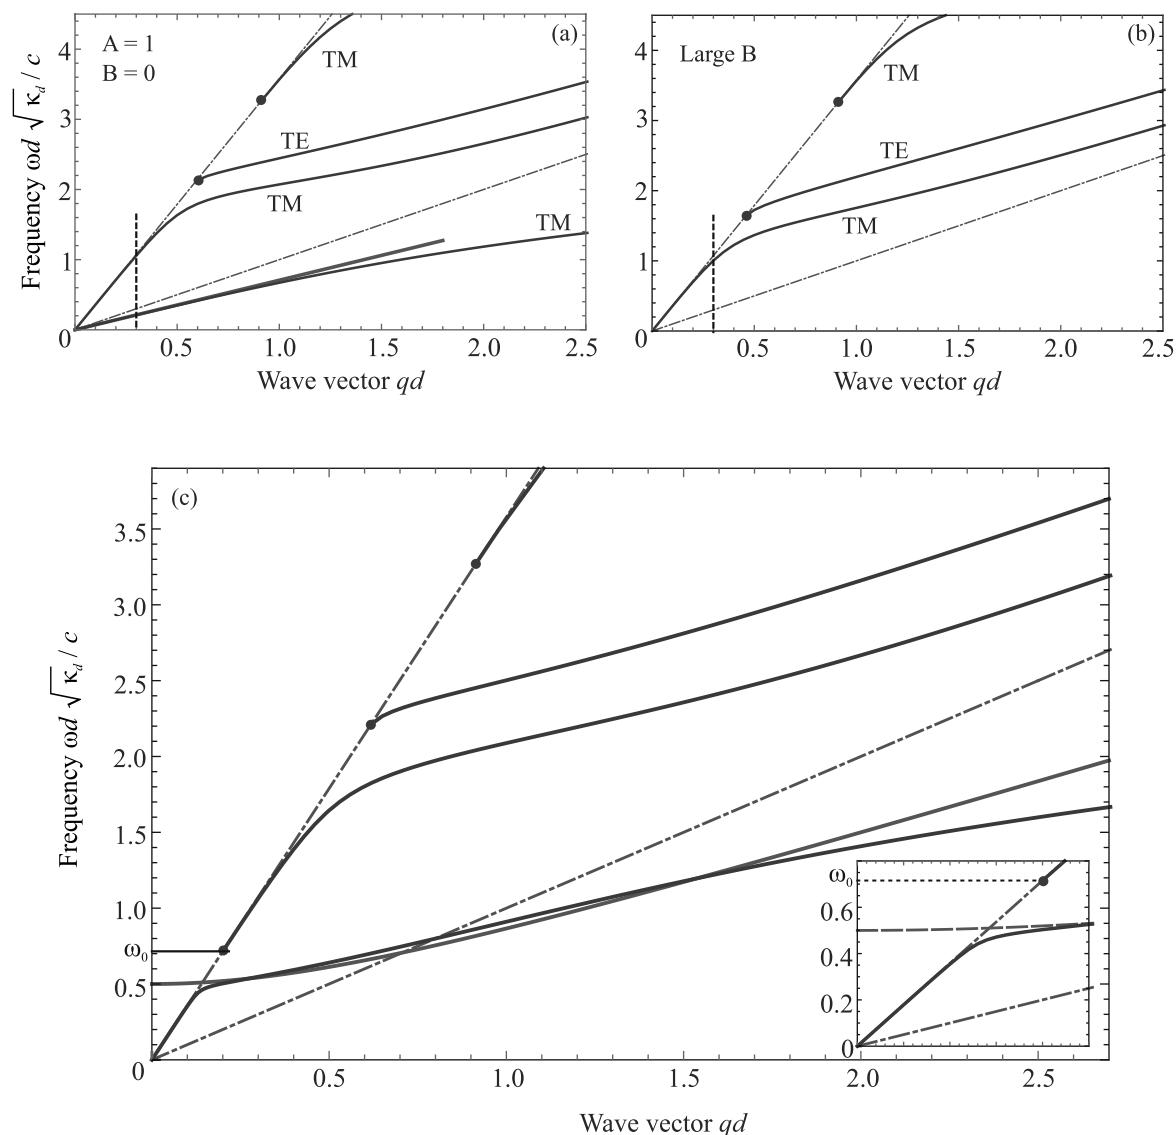 (a)
A = 1
B = 0
TM
TE
TM
TM
4
3
2
1
0
0.5
1.0
1.5
2.0
2.5
Frequency ωd √κd / c
Wave vector qd
(b)
Large B
TM
TE
TM
4
3
2
1
0
0.5
1.0
1.5
2.0
2.5
Wave vector qd
(c)
3.5
3.0
2.5
2.0
1.5
1.0
ω0
0.5
0
0.5
1.0
1.5
2.0
2.5
Frequency ωd √κd / c
Wave vector qd
ω0
0.6
0.4
0.2
0